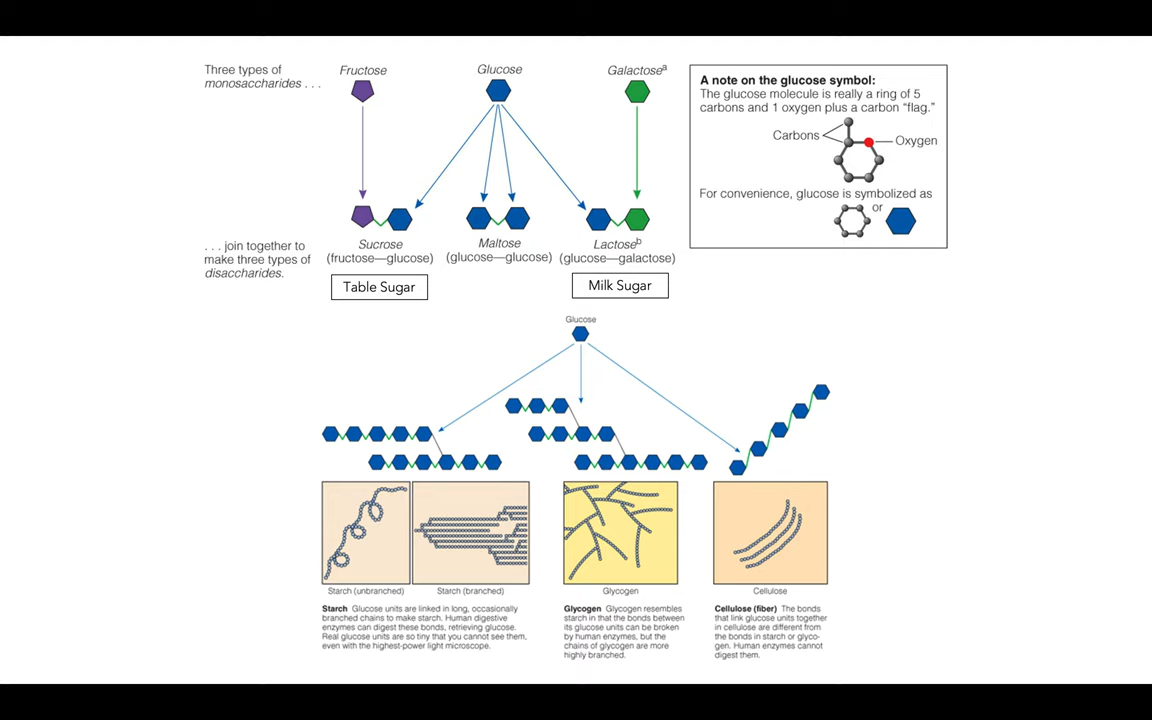 Three types of
monosaccharides . . .
Fructose
Glucose
Galactoseᵃ
. . . join together to
make three types of
disaccharides.
Sucrose
(fructose—glucose)
Maltose
(glucose—glucose)
Lactoseᵇ
(glucose—galactose)
Table Sugar
Milk Sugar
A note on the glucose symbol:
The glucose molecule is really a ring of 5
carbons and 1 oxygen plus a carbon “flag.”
Carbons
Oxygen
For convenience, glucose is symbolized as
or
Glucose
Starch (unbranched)
Starch (branched)
Glycogen
Cellulose
Starch Glucose units are linked in long, occasionally
branched chains to make starch. Human digestive
enzymes can digest these bonds, retrieving glucose.
Real glucose units are so tiny that you cannot see them,
even with the highest-power light microscope.
Glycogen Glycogen resembles
starch in that the bonds between
its glucose units can be broken
by human enzymes, but the
chains of glycogen are more
highly branched.
Cellulose (fiber) The bonds
that link glucose units together
in cellulose are different from
the bonds in starch or glyco-
gen. Human enzymes cannot
digest them.